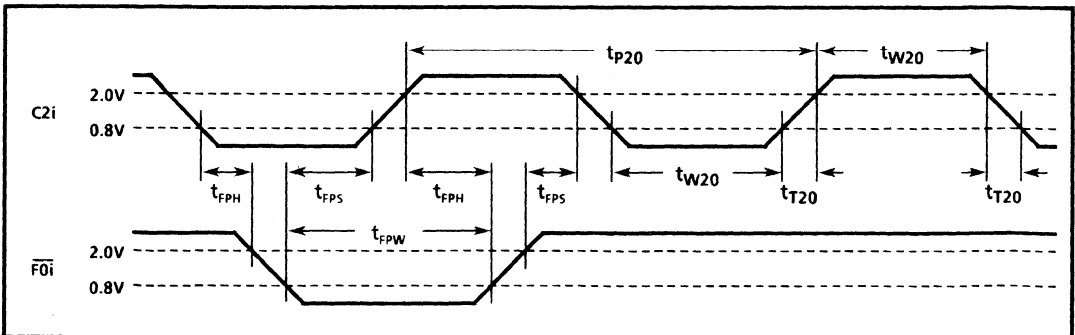 tP20 tW20
C2i
2.0V
0.8V
tFPH tFPS tFPH tFPS tW20 tT20 tT20
tFPW
F0i
2.0V
0.8V